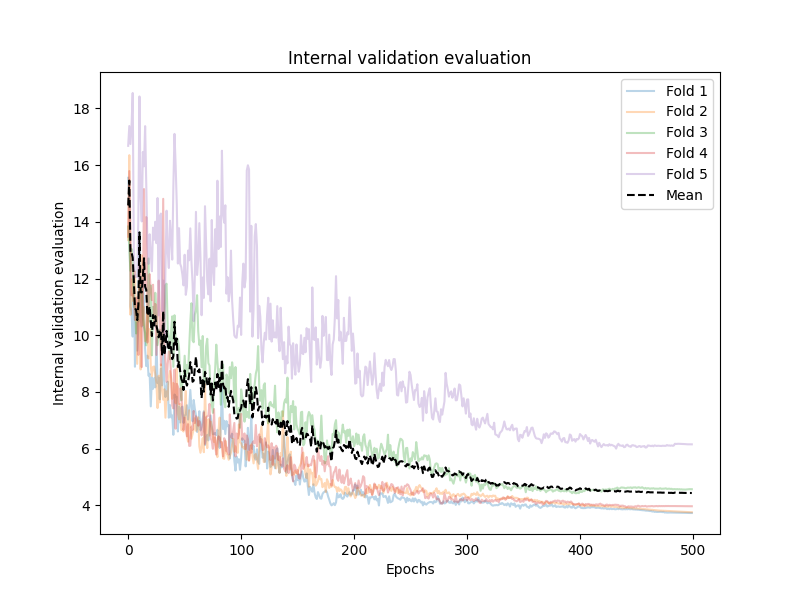 Internal validation evaluation
Internal validation evaluation
18
16
14
12
10
8
6
4
0
100
200
300
400
500
Epochs
Fold 1
Fold 2
Fold 3
Fold 4
Fold 5
Mean